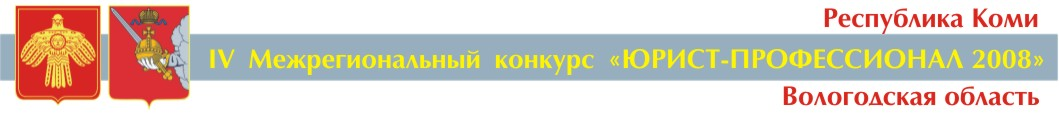 Республика Коми
IV Межрегиональный конкурс «ЮРИСТ-ПРОФЕССИОНАЛ 2008»
Вологодская область